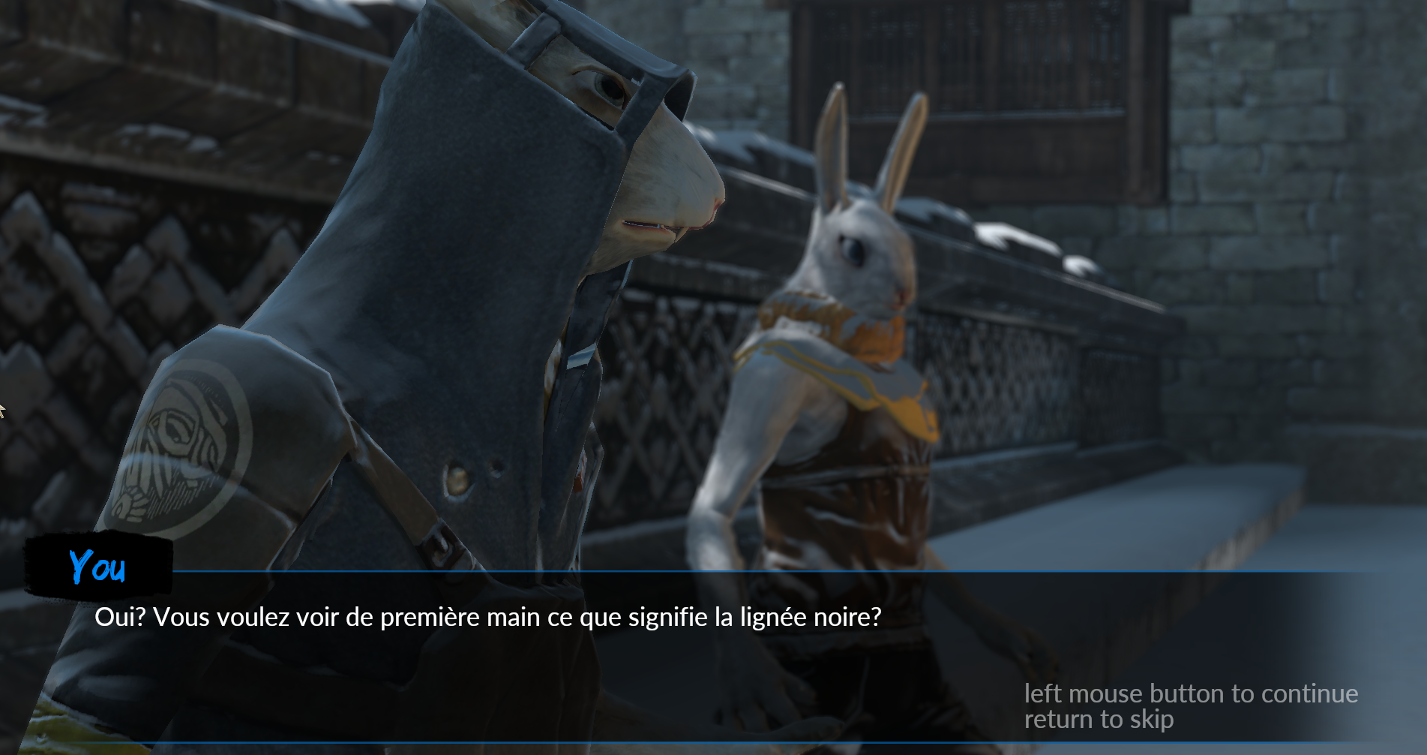 You
Oui? Vous voulez voir de première main ce que signifie la lignée noire?
left mouse button to continue
return to skip